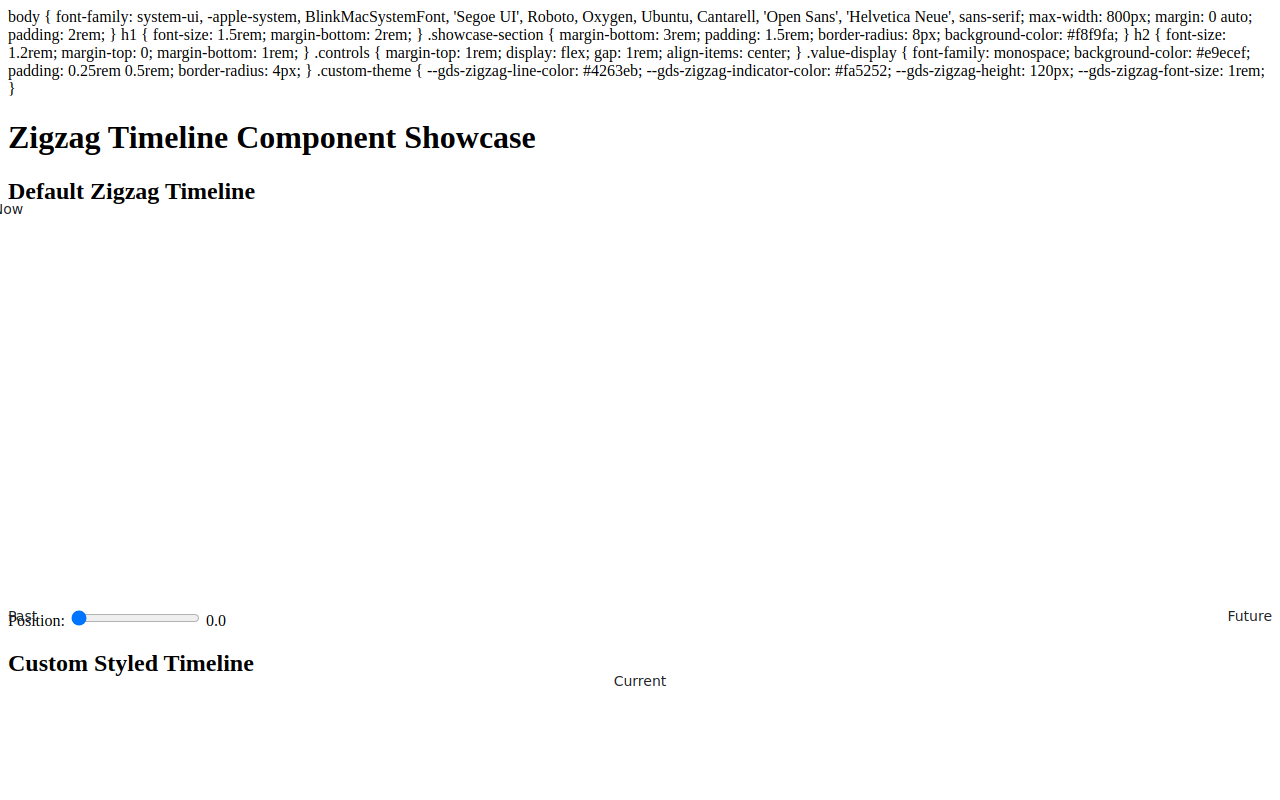 body { font-family: system-ui, -apple-system, BlinkMacSystemFont, 'Segoe UI', Roboto, Oxygen, Ubuntu, Cantarell, 'Open Sans', 'Helvetica Neue', sans-serif; max-width: 800px; margin: 0 auto;
padding: 2rem; } h1 { font-size: 1.5rem; margin-bottom: 2rem; } .showcase-section { margin-bottom: 3rem; padding: 1.5rem; border-radius: 8px; background-color: #f8f9fa; } h2 { font-size:
1.2rem; margin-top: 0; margin-bottom: 1rem; } .controls { margin-top: 1rem; display: flex; gap: 1rem; align-items: center; } .value-display { font-family: monospace; background-color: #e9ecef;
padding: 0.25rem 0.5rem; border-radius: 4px; } .custom-theme { --gds-zigzag-line-color: #4263eb; --gds-zigzag-indicator-color: #fa5252; --gds-zigzag-height: 120px; --gds-zigzag-font-size: 1rem;
}
Zigzag Timeline Component Showcase
Default Zigzag Timeline
Now
Past
Future
Position:
0.0
Custom Styled Timeline
Current